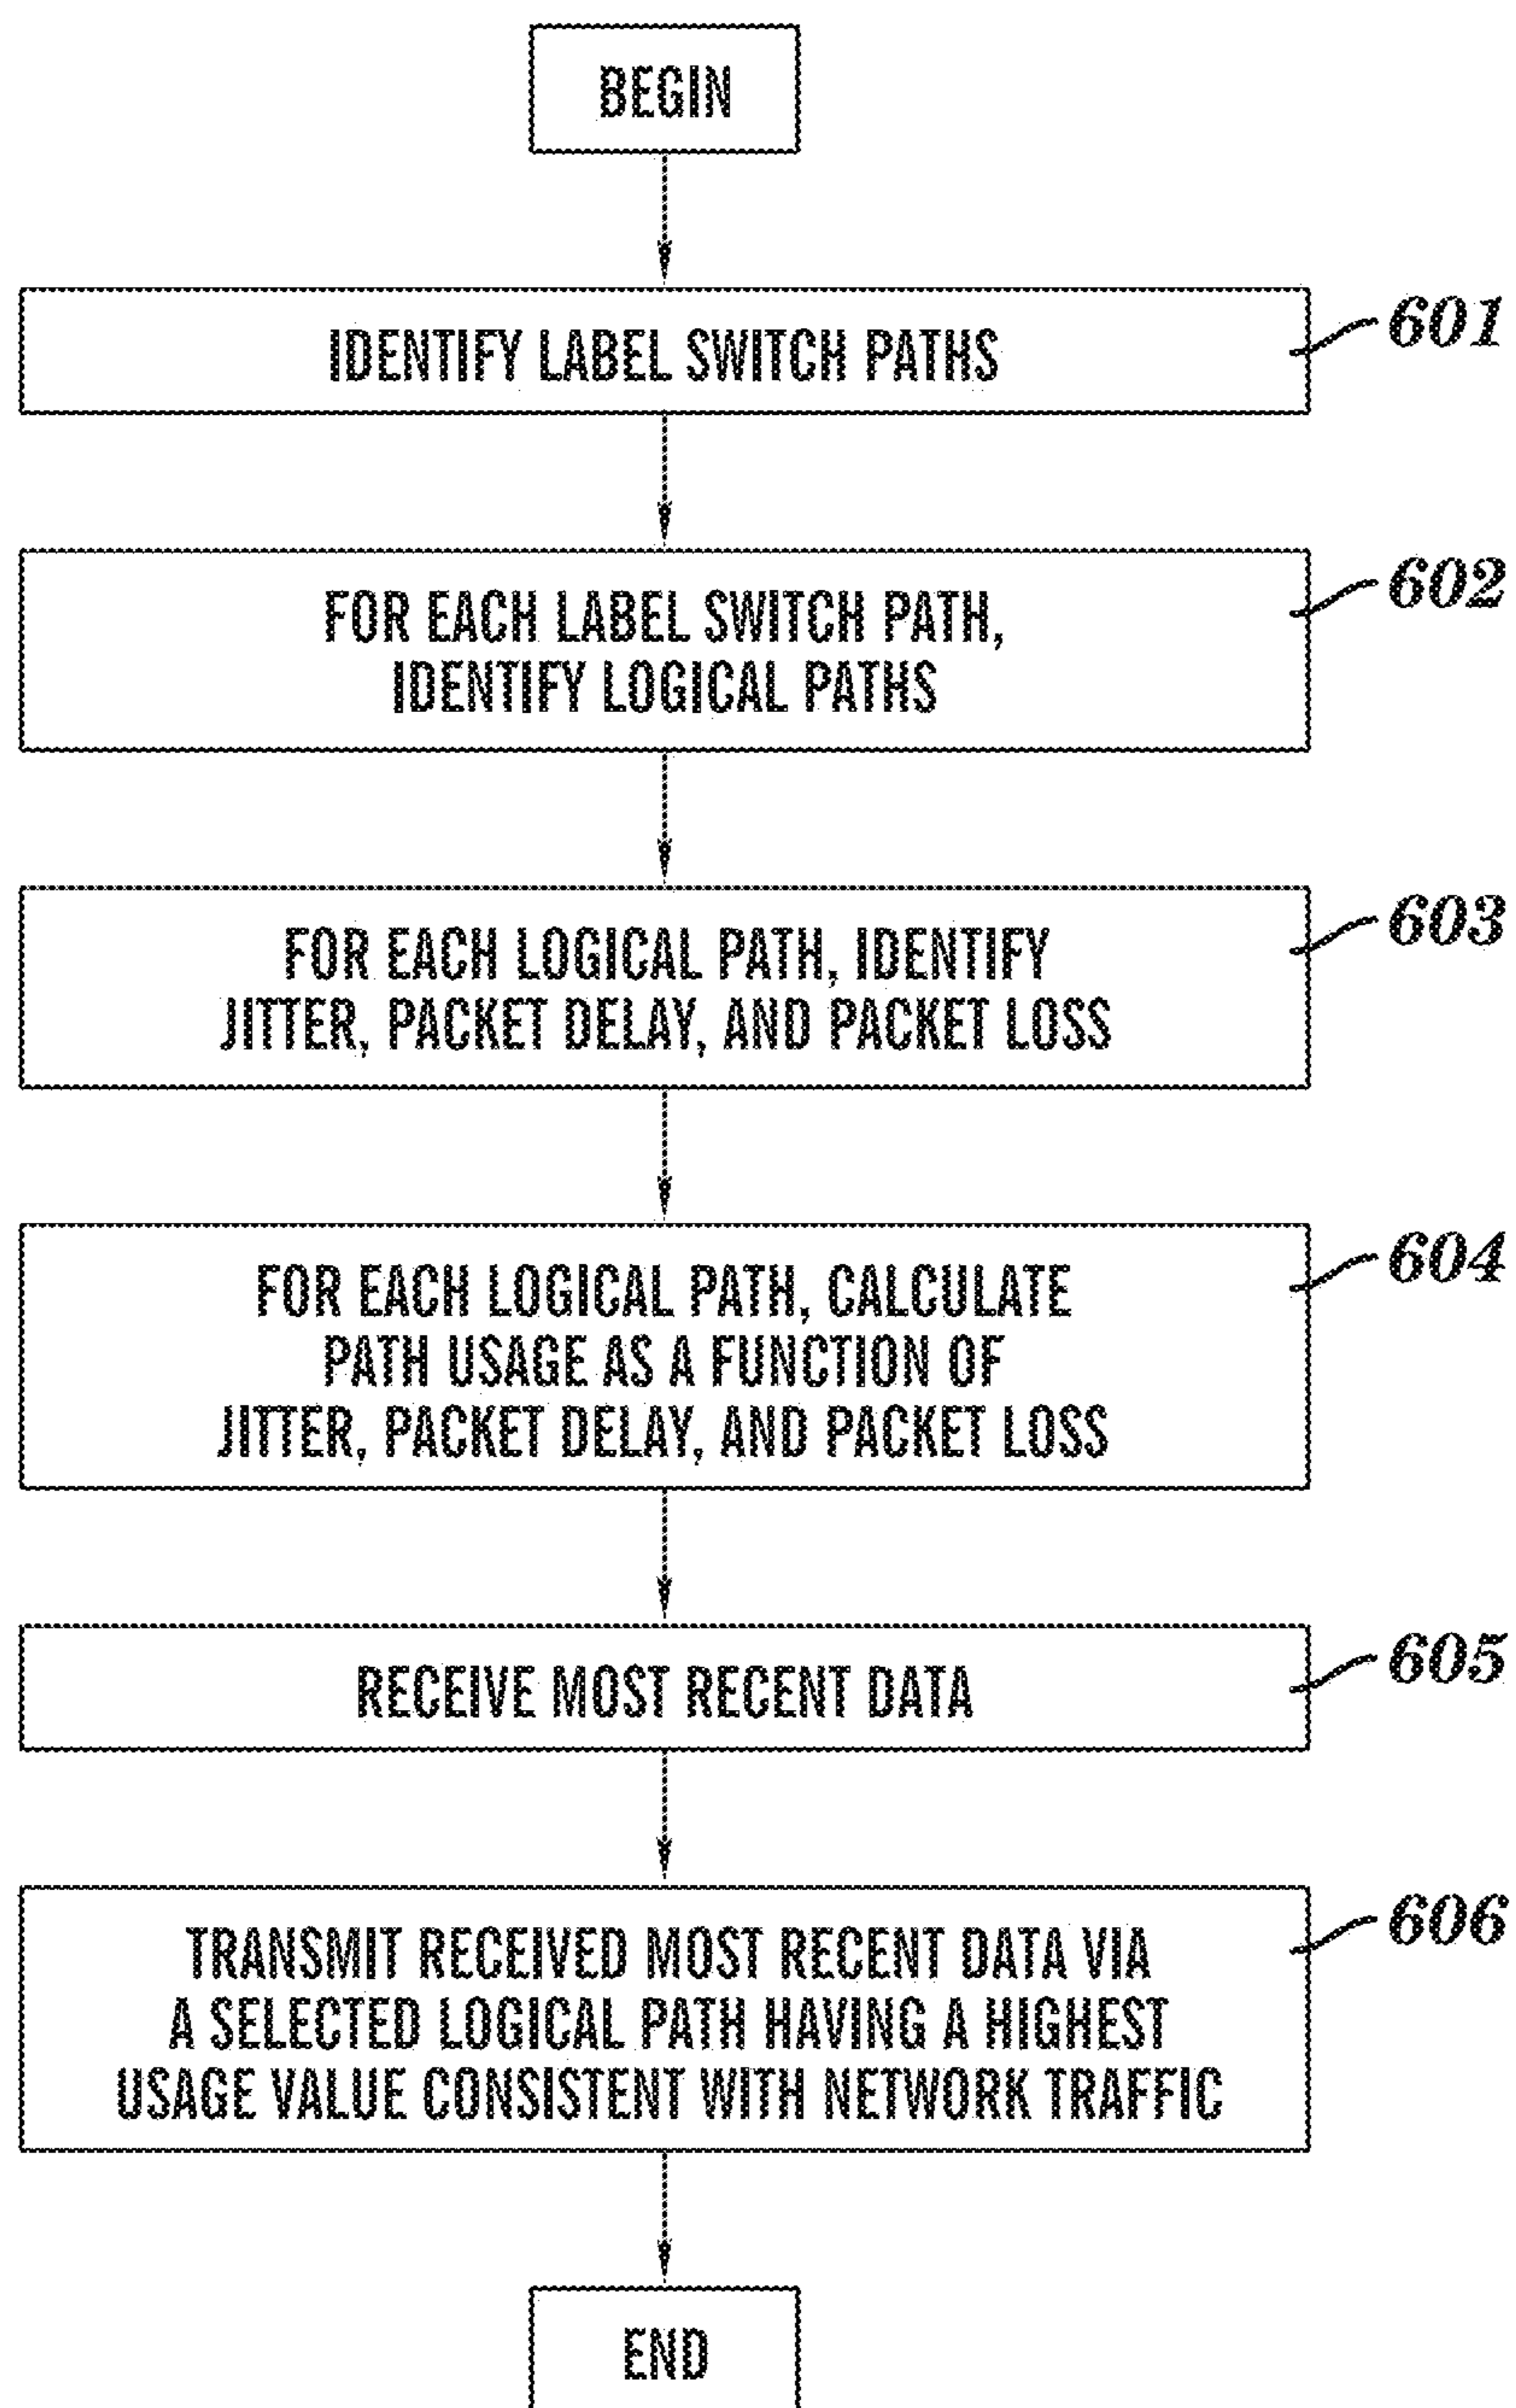 BEGIN
IDENTIFY LABEL SWITCH PATHS
601
FOR EACH LABEL SWITCH PATH,
IDENTIFY LOGICAL PATHS
602
FOR EACH LOGICAL PATH, IDENTIFY
JITTER, PACKET DELAY, AND PACKET LOSS
603
FOR EACH LOGICAL PATH, CALCULATE
PATH USAGE AS A FUNCTION OF
JITTER, PACKET DELAY, AND PACKET LOSS
604
RECEIVE MOST RECENT DATA
605
TRANSMIT RECEIVED MOST RECENT DATA VIA
A SELECTED LOGICAL PATH HAVING A HIGHEST
USAGE VALUE CONSISTENT WITH NETWORK TRAFFIC
606
END